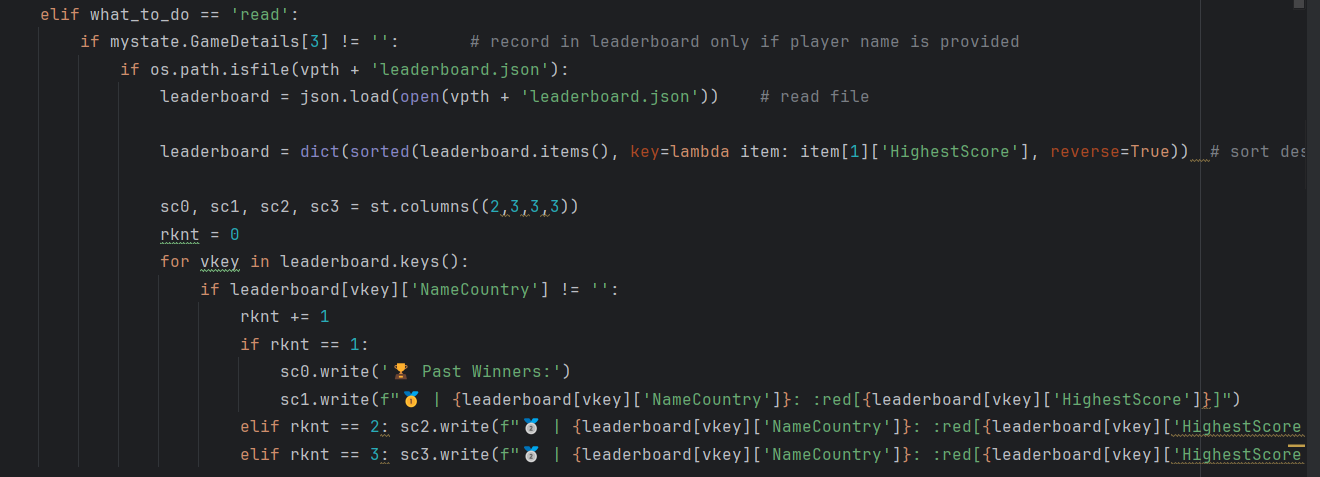 elif what_to_do == 'read':
if mystate.GameDetails[3] != '':       # record in leaderboard only if player name is provided
if os.path.isfile(vpth + 'leaderboard.json'):
leaderboard = json.load(open(vpth + 'leaderboard.json'))    # read file
leaderboard = dict(sorted(leaderboard.items(), key=lambda item: item[1]['HighestScore'], reverse=True))  # sort des
sc0, sc1, sc2, sc3 = st.columns((2,3,3,3))
rknt = 0
for vkey in leaderboard.keys():
if leaderboard[vkey]['NameCountry'] != '':
rknt += 1
if rknt == 1:
sc0.write('🏆 Past Winners:')
sc1.write(f"🥇 | {leaderboard[vkey]['NameCountry']}: :red[{leaderboard[vkey]['HighestScore']}]")
elif rknt == 2: sc2.write(f"🥈 | {leaderboard[vkey]['NameCountry']}: :red[{leaderboard[vkey]['HighestScore
elif rknt == 3: sc3.write(f"🥈 | {leaderboard[vkey]['NameCountry']}: :red[{leaderboard[vkey]['HighestScore